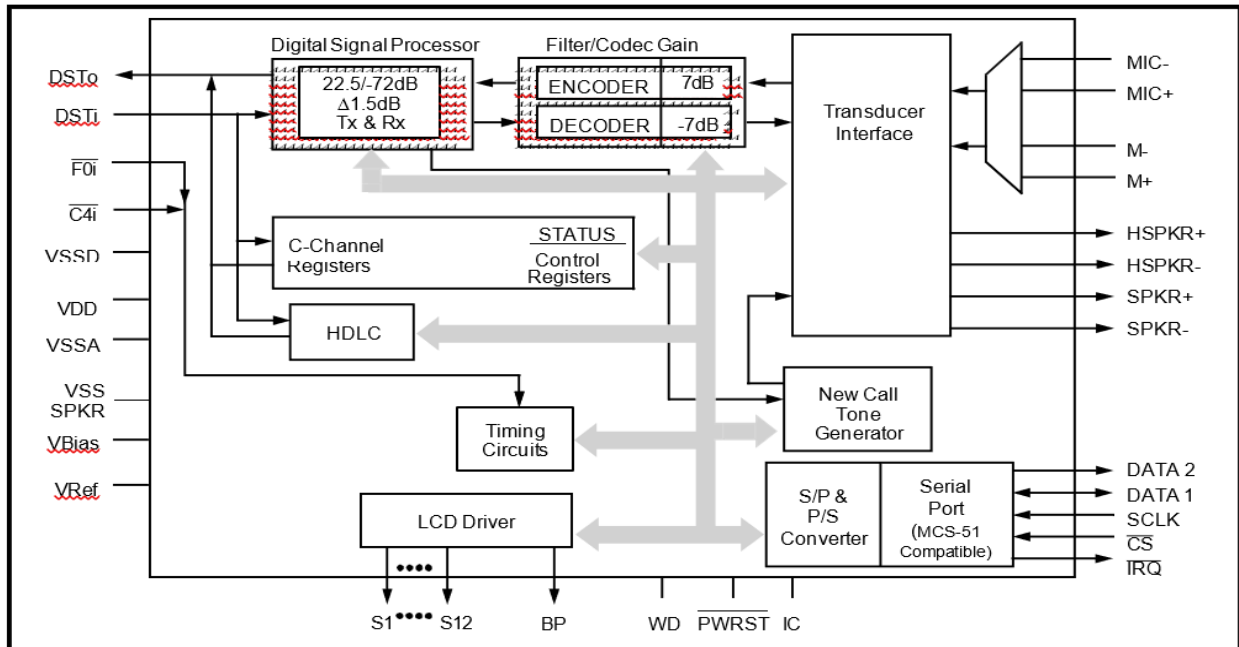 Digital Signal Processor
Filter/Codec Gain
DSTo
DSTi
F0i
C4i
VSSD
VDD
VSSA
VSS
SPKR
VBias
VRef
22.5/-72dB
Δ1.5dB
Tx & Rx
ENCODER
7dB
DECODER
-7dB
Transducer
Interface
MIC-
MIC+
M-
M+
HSPKR+
HSPKR-
SPKR+
SPKR-
C-Channel
Registers
STATUS
Control
Registers
HDLC
Timing
Circuits
New Call
Tone
Generator
LCD Driver
S/P &
P/S
Converter
Serial
Port
(MCS-51
Compatible)
DATA 2
DATA 1
SCLK
CS
IRQ
S1
S12
BP
WD
PWRST
IC